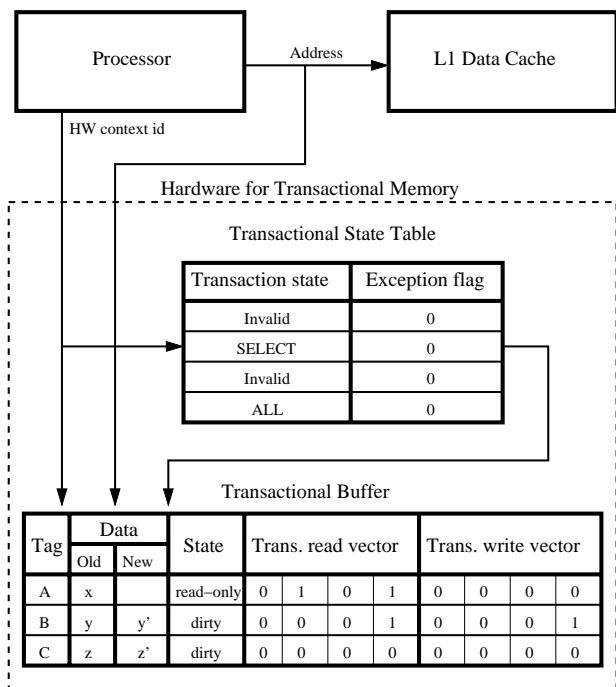 Processor
Address
L1 Data Cache
HW context id
Hardware for Transactional Memory
Transactional State Table
Transaction state Exception flag
Invalid 0
SELECT 0
Invalid 0
ALL 0
Transactional Buffer
Tag Data State Trans. read vector Trans. write vector
Old New
A x read−only 0 1 0 1 0 0 0 0
B y y' dirty 0 0 0 1 0 0 0 1
C z z' dirty 0 0 0 0 0 0 0 0